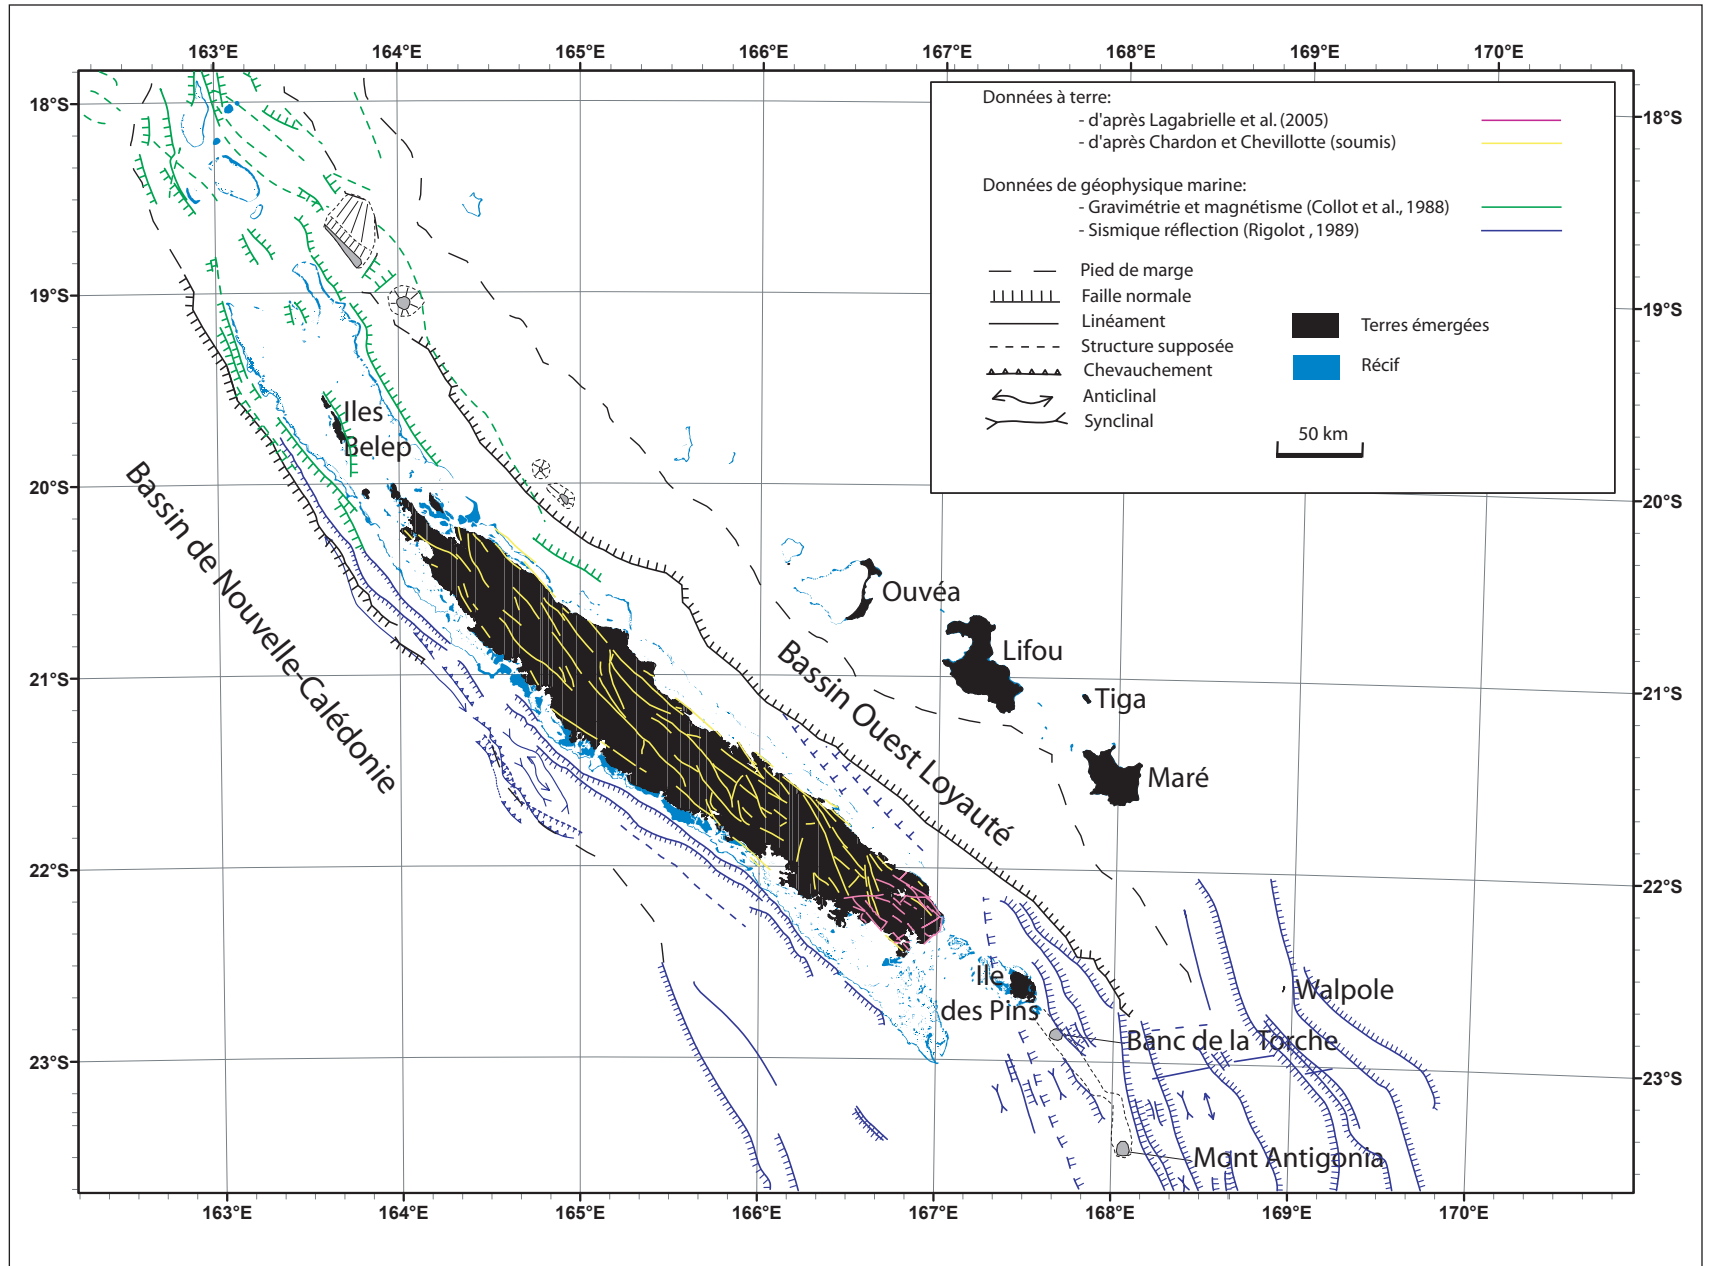 163°E 164°E 165°E 166°E 167°E 168°E 169°E 170°E
18°S
19°S
20°S
21°S
22°S
23°S
18°S
19°S
20°S
21°S
22°S
23°S
163°E 164°E 165°E 166°E 167°E 168°E 169°E 170°E
Données à terre:
- d'après Lagabrielle et al. (2005)
- d'après Chardon et Chevillotte (soumis)
Données de géophysique marine:
- Gravimétrie et magnétisme (Collot et al., 1988)
- Sismique réflection (Rigolot , 1989)
Pied de marge
Faille normale
Linéament
Structure supposée
Chevauchement
Anticlinal
Synclinal
Terres émergées
Récif
50 km
Iles
Belep
Bassin de Nouvelle-Calédonie
Bassin Ouest Loyauté
Ouvéa
Lifou
Tiga
Maré
Ile
des Pins
Walpole
Banc de la Torche
Mont Antigonia